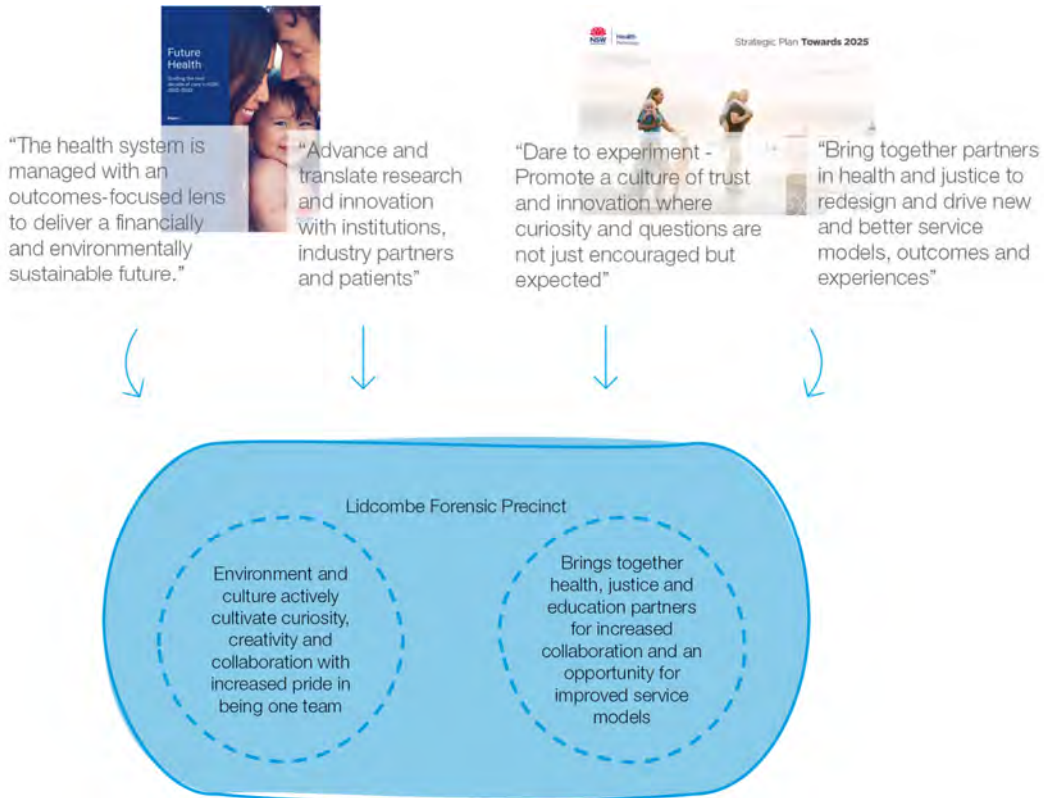 Future
Health
NSW
Health
Strategic Plan Towards 2025
“The health system is
managed with an
outcomes-focused lens
to deliver a financially
and environmentally
sustainable future.”
“Advance and
translate research
and innovation
with institutions,
industry partners
and patients”
“Dare to experiment -
Promote a culture of trust
and innovation where
curiosity and questions are
not just encouraged but
expected”
“Bring together partners
in health and justice to
redesign and drive new
and better service
models, outcomes and
experiences”
Lidcombe Forensic Precinct
Environment and
culture actively
cultivate curiosity,
creativity and
collaboration with
increased pride in
being one team
Brings together
health, justice and
education partners
for increased
collaboration and an
opportunity for
improved service
models